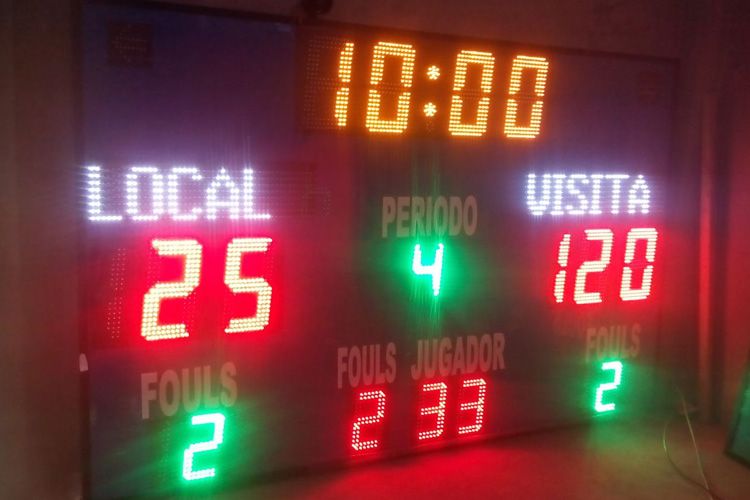 10:00
LOCAL
PERIODO
VISITA
25
4
120
FOULS
FOULS JUGADOR
FOULS
2
2 33
2